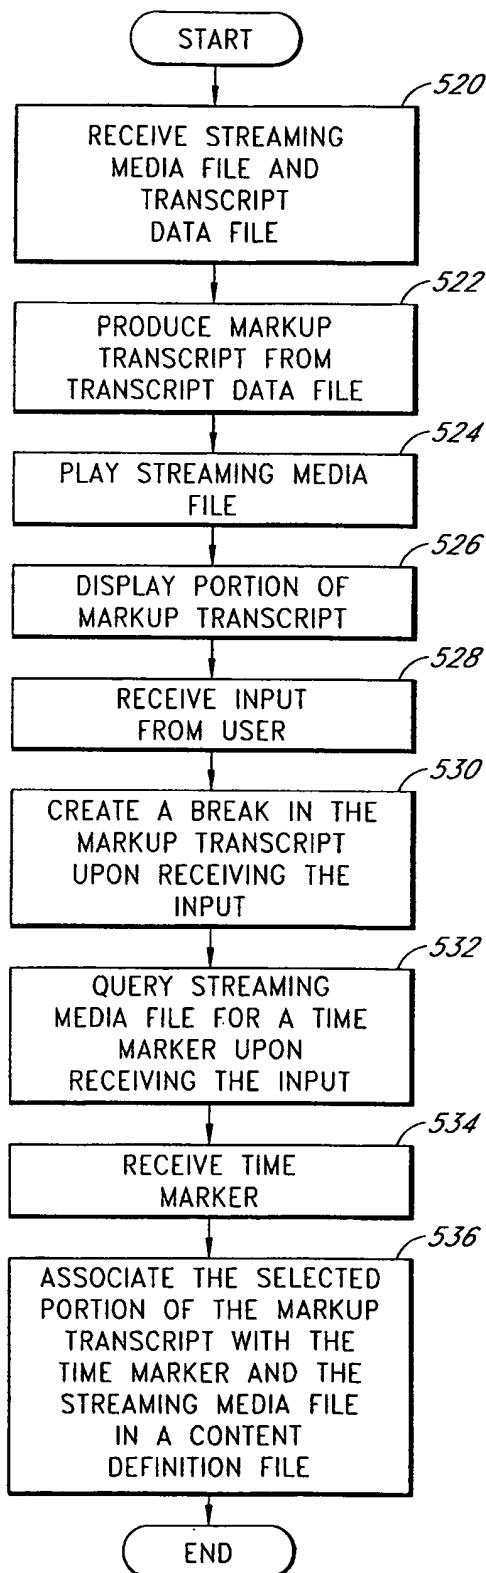 START
520
RECEIVE STREAMING
MEDIA FILE AND
TRANSCRIPT
DATA FILE
522
PRODUCE MARKUP
TRANSCRIPT FROM
TRANSCRIPT DATA FILE
524
PLAY STREAMING MEDIA
FILE
526
DISPLAY PORTION OF
MARKUP TRANSCRIPT
528
RECEIVE INPUT
FROM USER
530
CREATE A BREAK IN THE
MARKUP TRANSCRIPT
UPON RECEIVING THE
INPUT
532
QUERY STREAMING
MEDIA FILE FOR A TIME
MARKER UPON
RECEIVING THE INPUT
534
RECEIVE TIME
MARKER
536
ASSOCIATE THE SELECTED
PORTION OF THE MARKUP
TRANSCRIPT WITH THE
TIME MARKER AND THE
STREAMING MEDIA FILE
IN A CONTENT
DEFINITION FILE
END